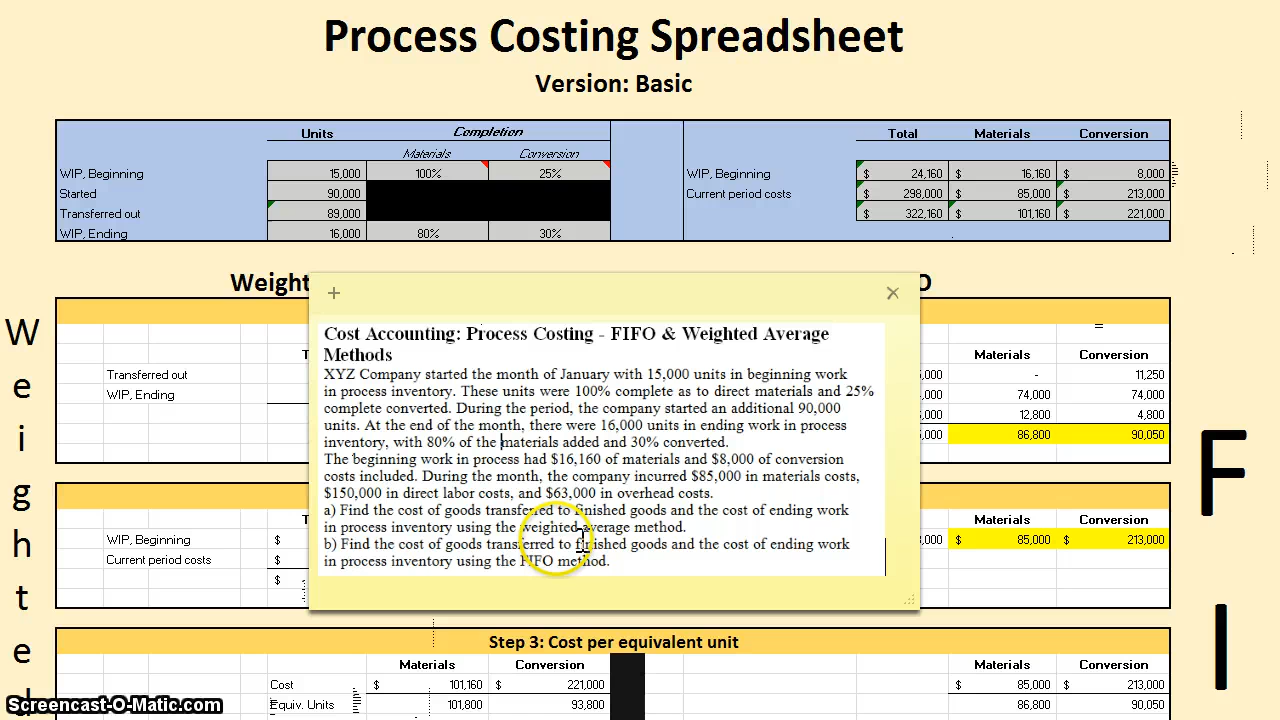 Process Costing Spreadsheet
Version: Basic
Units Completion Total Materials Conversion
Materials Conversion
WIP, Beginning 15,000 100% 25% WIP, Beginning $ 24,160 $ 16,160 $ 8,000
Started 90,000 Current period costs $ 298,000 $ 85,000 $ 213,000
Transferred out 89,000 $ 322,160 $ 101,160 $ 221,000
WIP, Ending 16,000 80% 30%
Weight O
Weighted
F I
+
×
Cost Accounting: Process Costing - FIFO & Weighted Average
Methods
XYZ Company started the month of January with 15,000 units in beginning work
in process inventory. These units were 100% complete as to direct materials and 25%
complete converted. During the period, the company started an additional 90,000
units. At the end of the month, there were 16,000 units in ending work in process
inventory, with 80% of the materials added and 30% converted.
The beginning work in process had $16,160 of materials and $8,000 of conversion
costs included. During the month, the company incurred $85,000 in materials costs,
$150,000 in direct labor costs, and $63,000 in overhead costs.
a) Find the cost of goods transferred to finished goods and the cost of ending work
in process inventory using the weighted average method.
b) Find the cost of goods transferred to finished goods and the cost of ending work
in process inventory using the FIFO method.
T Materials Conversion
Transferred out ,000 - 11,250
WIP, Ending ,000 74,000 74,000
,000 12,800 4,800
,000 86,800 90,050
T Materials Conversion
WIP, Beginning $ ,000 $ 85,000 $ 213,000
Current period costs $
$
Step 3: Cost per equivalent unit
Materials Conversion Materials Conversion
Cost $ 101,160 $ 221,000 $ 85,000 $ 213,000
Equiv. Units 101,800 93,800 86,800 90,050
Screencast-O-Matic.com